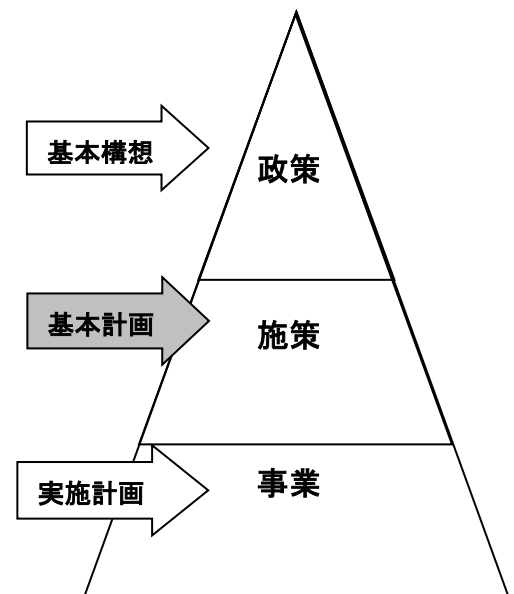 基本構想
政策
基本計画
施策
実施計画
事業